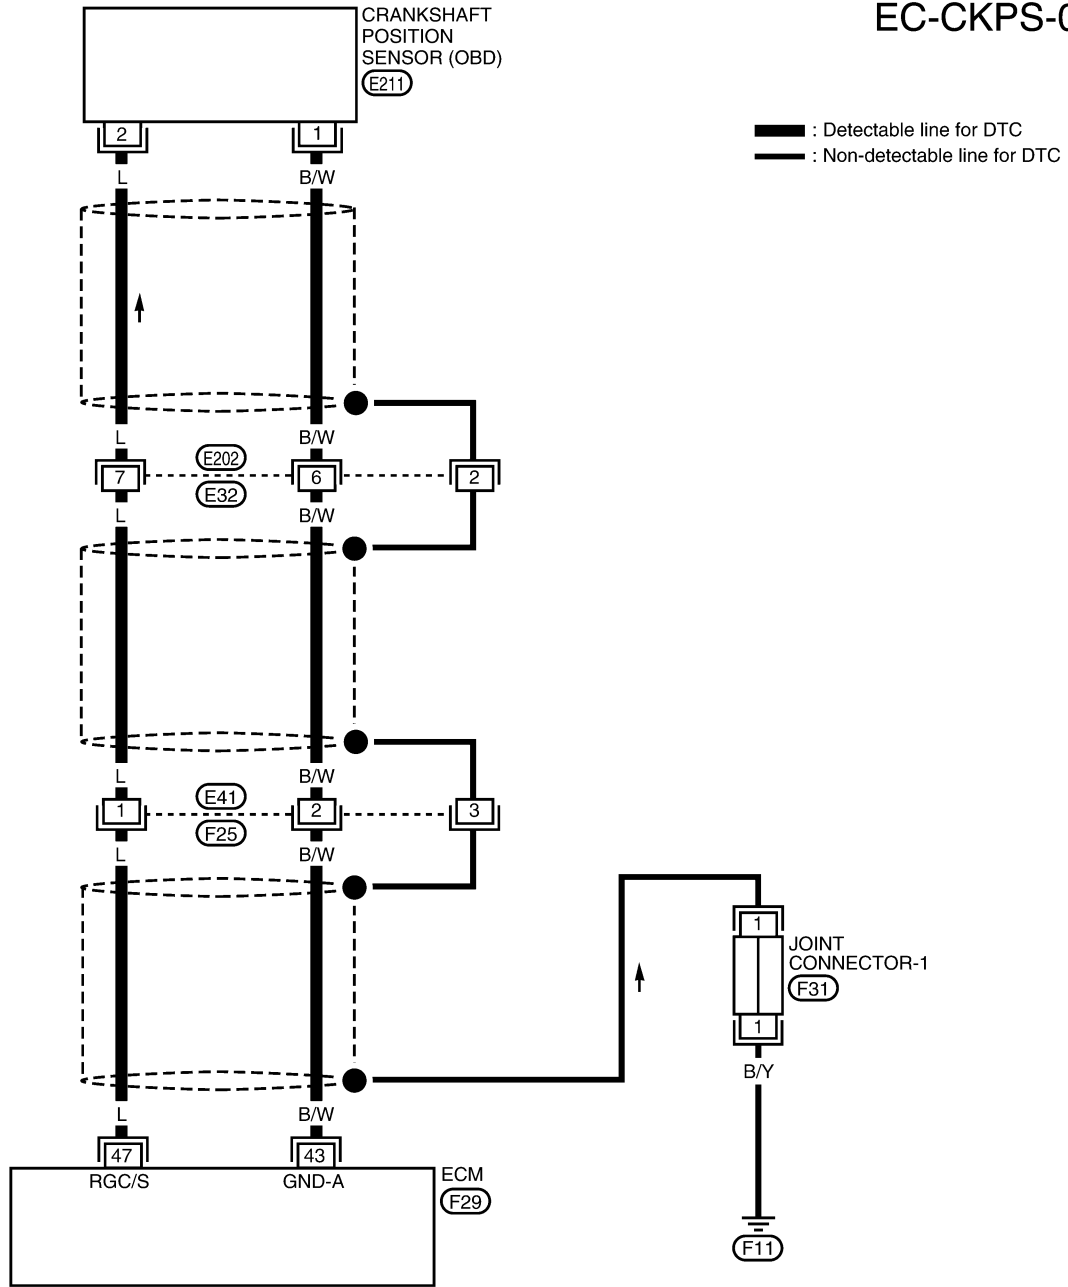 EC-CKPS-0
CRANKSHAFT
POSITION
SENSOR (OBD)
E211
2 1
: Detectable line for DTC
: Non-detectable line for DTC
L B/W
L B/W
E202
7 6 2
E32
L B/W
L B/W
E41
1 2 3
F25
L B/W
1
JOINT
CONNECTOR-1
F31
1
B/Y
L B/W
47 43
RGC/S GND-A
ECM
F29
F11